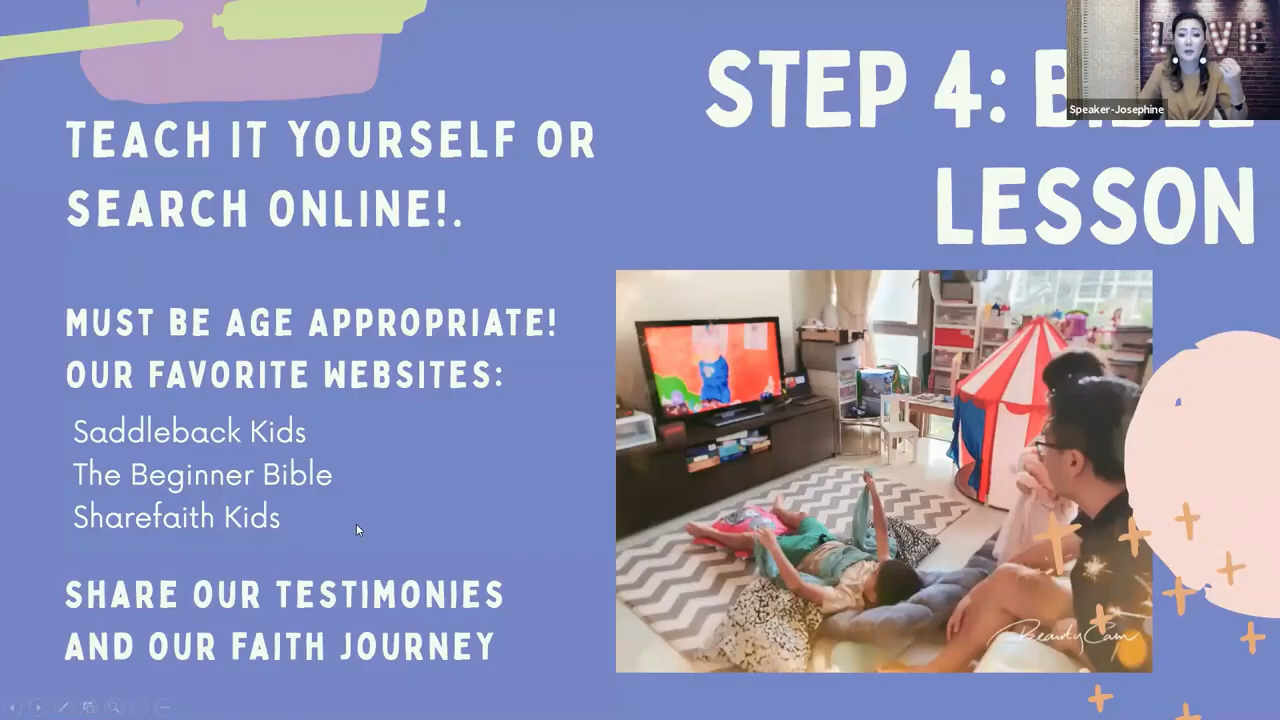 STEP 4: BIBLE
LESSON
Speaker-Josephine
TEACH IT YOURSELF OR
SEARCH ONLINE!.
MUST BE AGE APPROPRIATE!
OUR FAVORITE WEBSITES:
Saddleback Kids
The Beginner Bible
Sharefaith Kids
SHARE OUR TESTIMONIES
AND OUR FAITH JOURNEY
BeautyCam
LOVE